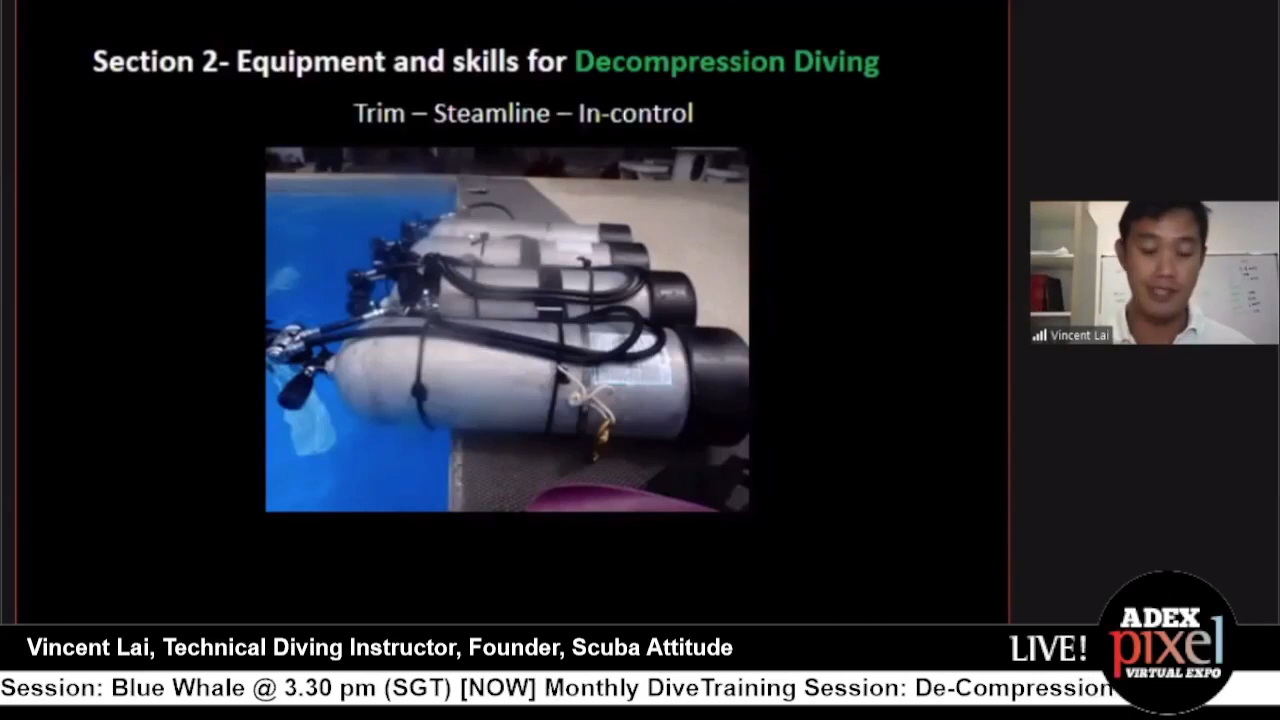 Section 2- Equipment and skills for Decompression Diving
Trim – Steamline – In-control
Vincent Lai
Vincent Lai, Technical Diving Instructor, Founder, Scuba Attitude
LIVE!
ADEX
pixel
VIRTUAL EXPO
Session: Blue Whale @ 3.30 pm (SGT) [NOW] Monthly DiveTraining Session: De-Compression